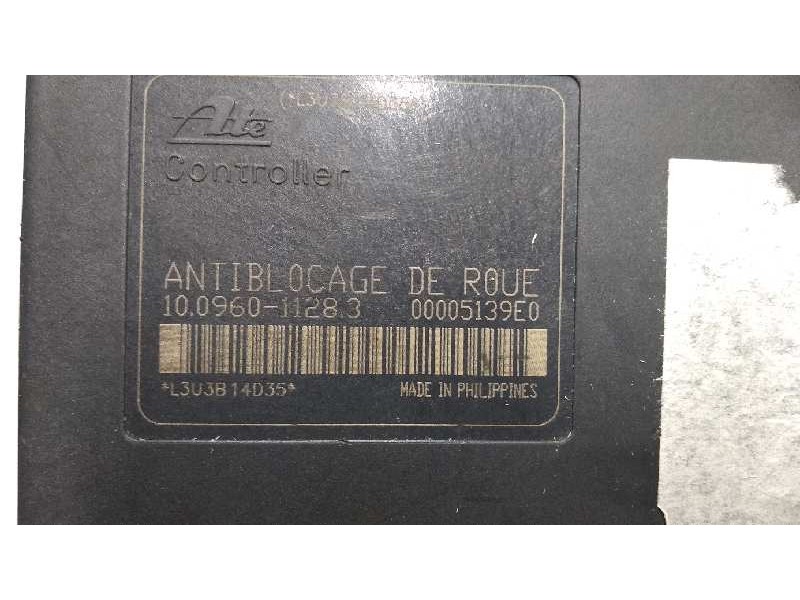 Ate
Controller
ANTIBLOCAGE DE ROUE
10.0960-1128.3 00005139E0
*L3U3B14D35* MADE IN PHILIPPINES